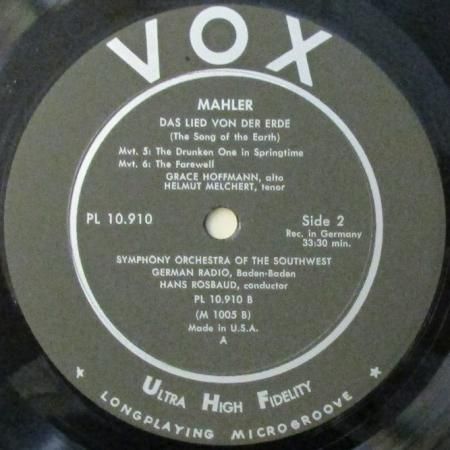 VOX
MAHLER
DAS LIED VON DER ERDE
(The Song of the Earth)
Mvt. 5: The Drunken One in Springtime
Mvt. 6: The Farewell
GRACE HOFFMANN, alto
HELMUT MELCHERT, tenor
PL 10.910
Side 2
Rec. in Germany
33:30 min.
SYMPHONY ORCHESTRA OF THE SOUTHWEST
GERMAN RADIO, Baden-Baden
HANS ROSBAUD, conductor
PL 10.910 B
(M 1005 B)
Made in U.S.A.
A
ULTRA HIGH FIDELITY
LONGPLAYING MICROGROOVE